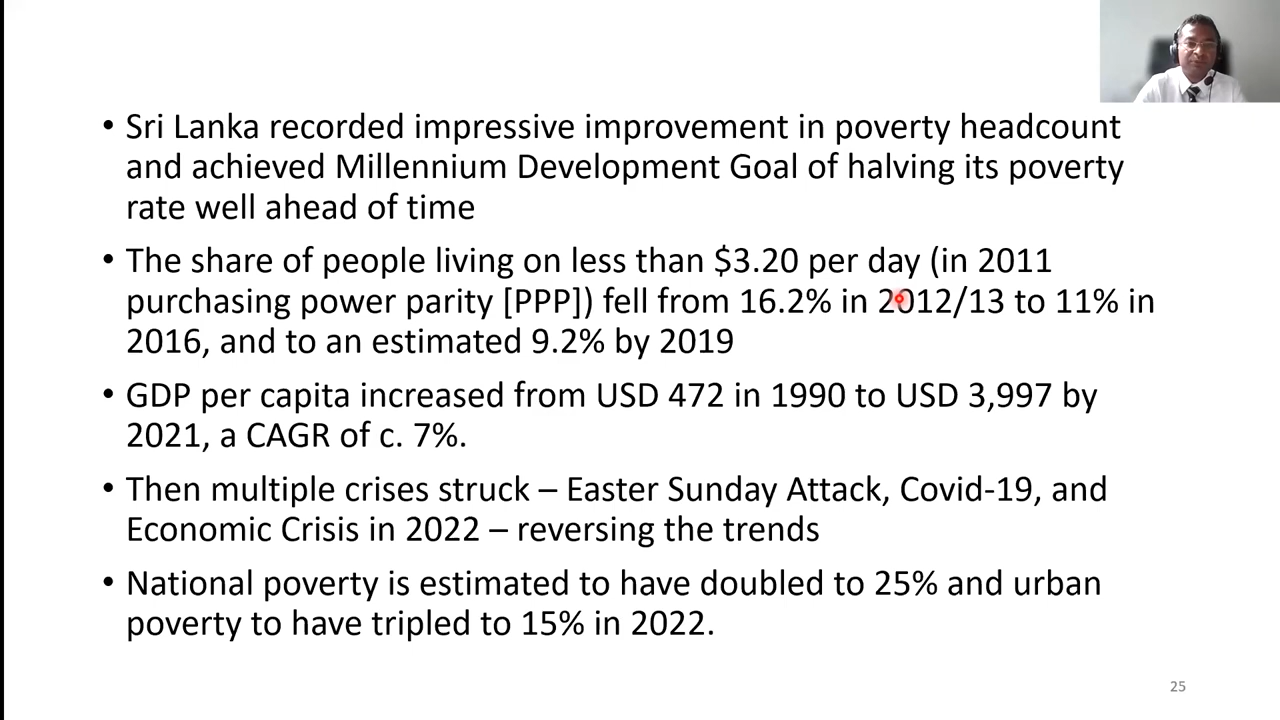 • Sri Lanka recorded impressive improvement in poverty headcount
and achieved Millennium Development Goal of halving its poverty
rate well ahead of time
• The share of people living on less than $3.20 per day (in 2011
purchasing power parity [PPP]) fell from 16.2% in 2012/13 to 11% in
2016, and to an estimated 9.2% by 2019
• GDP per capita increased from USD 472 in 1990 to USD 3,997 by
2021, a CAGR of c. 7%.
• Then multiple crises struck – Easter Sunday Attack, Covid-19, and
Economic Crisis in 2022 – reversing the trends
• National poverty is estimated to have doubled to 25% and urban
poverty to have tripled to 15% in 2022.
25